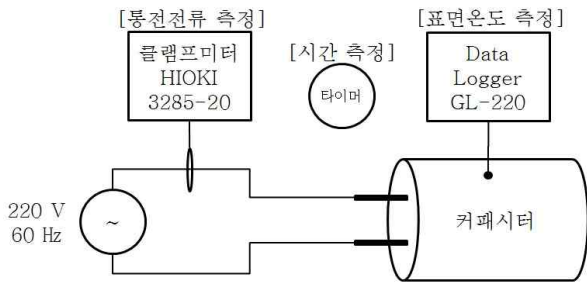 [통전전류 측정]
클램프미터
HIOKI
3285-20
[시간 측정]
타이머
[표면온도 측정]
Data
Logger
GL-220
220 V
60 Hz
~
커패시터